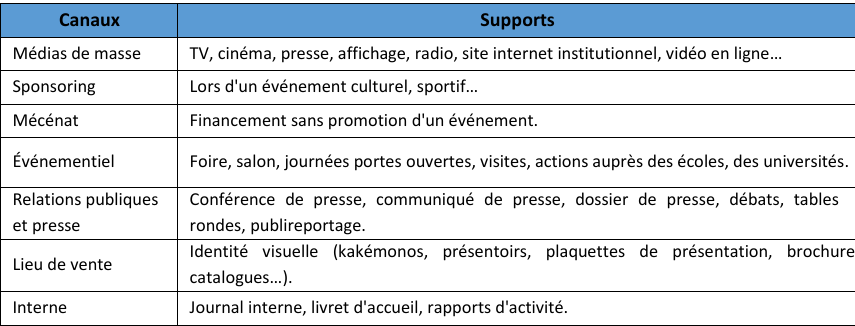 Canaux Supports
Médias de masse TV, cinéma, presse, affichage, radio, site internet institutionnel, vidéo en ligne…
Sponsoring Lors d'un événement culturel, sportif…
Mécénat Financement sans promotion d'un événement.
Événementiel Foire, salon, journées portes ouvertes, visites, actions auprès des écoles, des universités.
Relations publiques et presse Conférence de presse, communiqué de presse, dossier de presse, débats, tables
rondes, publireportage.
Lieu de vente Identité visuelle (kakémonos, présentoirs, plaquettes de présentation, brochure
catalogues…).
Interne Journal interne, livret d'accueil, rapports d'activité.